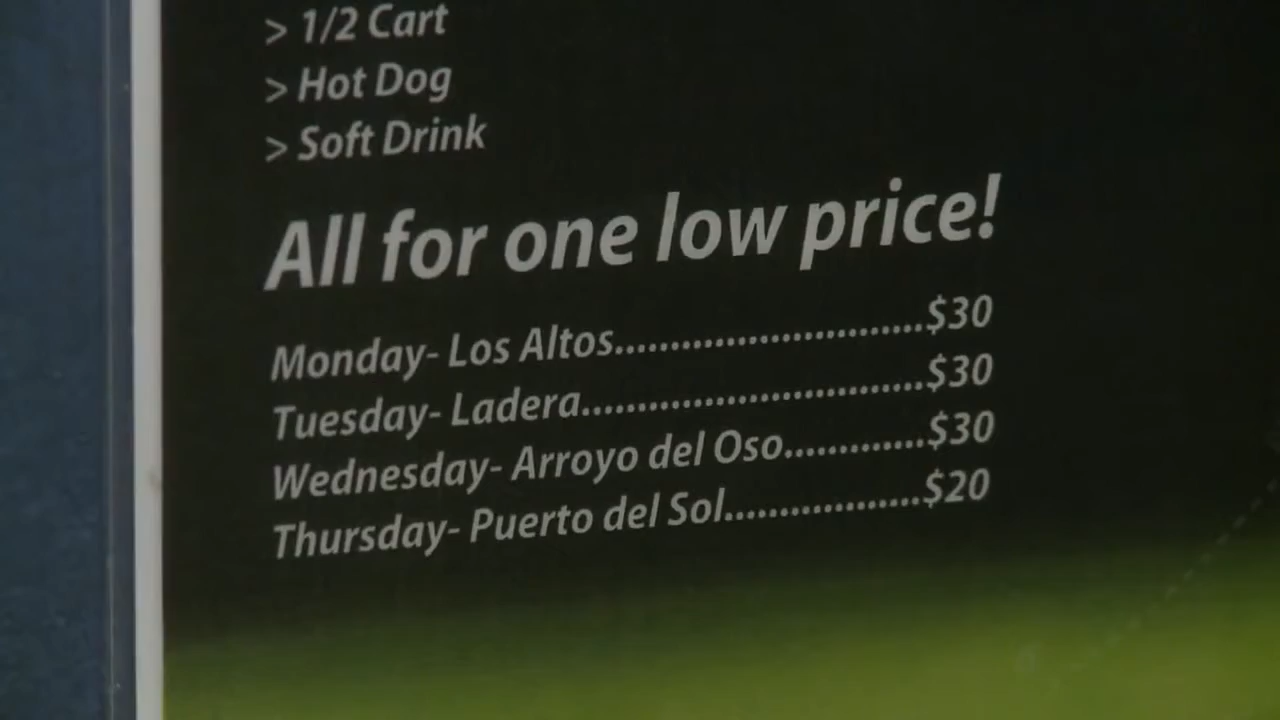 > 1/2 Cart
> Hot Dog
> Soft Drink
All for one low price!
Monday- Los Altos............................$30
Tuesday- Ladera...............................$30
Wednesday- Arroyo del Oso.............$30
Thursday- Puerto del Sol..................$20